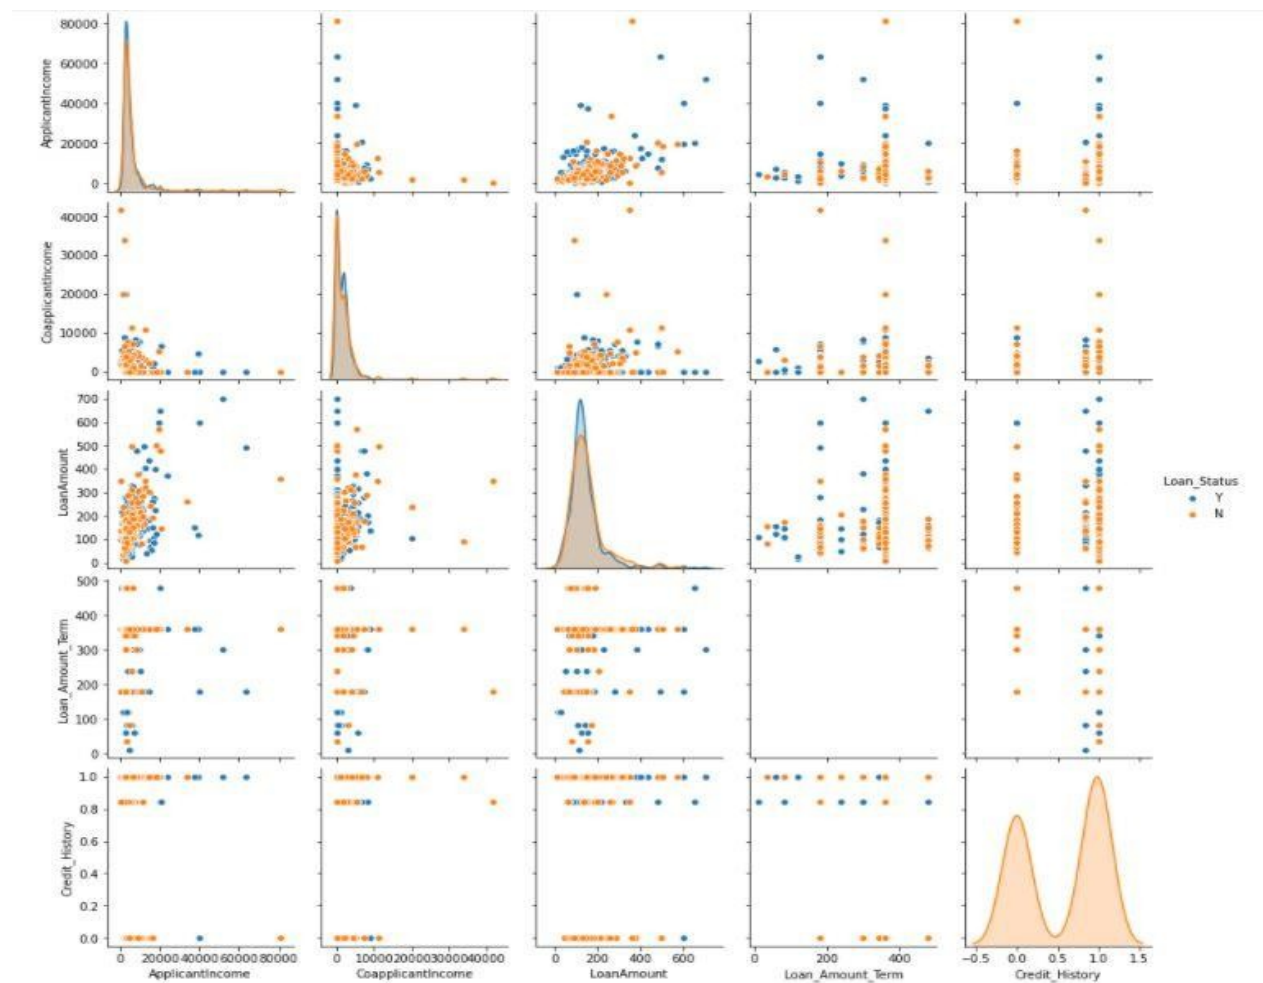 80000
60000
40000
20000
0
ApplicantIncome
40000
30000
20000
10000
0
CoapplicantIncome
700
600
500
400
300
200
100
0
LoanAmount
Loan_Status
Y
N
500
400
300
200
100
0
Loan_Amount_Term
1.0
0.8
0.6
0.4
0.2
0.0
Credit_History
0 20000 40000 60000 80000
0 10000 20000 30000 40000
0 200 400 600
0 200 400
−0.5 0.0 0.5 1.0 1.5
ApplicantIncome
CoapplicantIncome
LoanAmount
Loan_Amount_Term
Credit_History